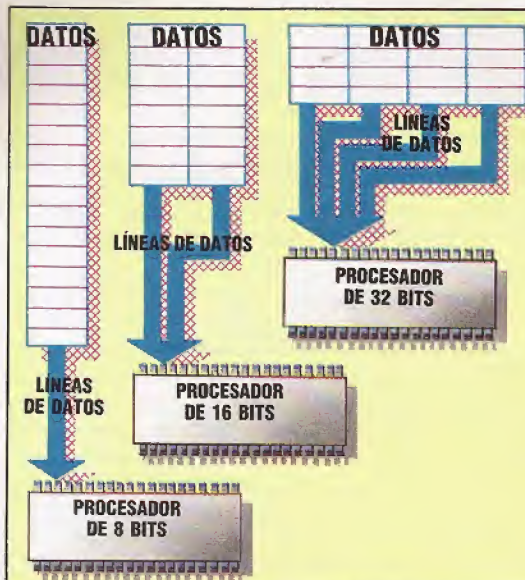 DATOS
LÍNEAS
DE DATOS
PROCESADOR
DE 8 BITS
DATOS
LÍNEAS DE DATOS
PROCESADOR
DE 16 BITS
DATOS
LÍNEAS
DE DATOS
PROCESADOR
DE 32 BITS